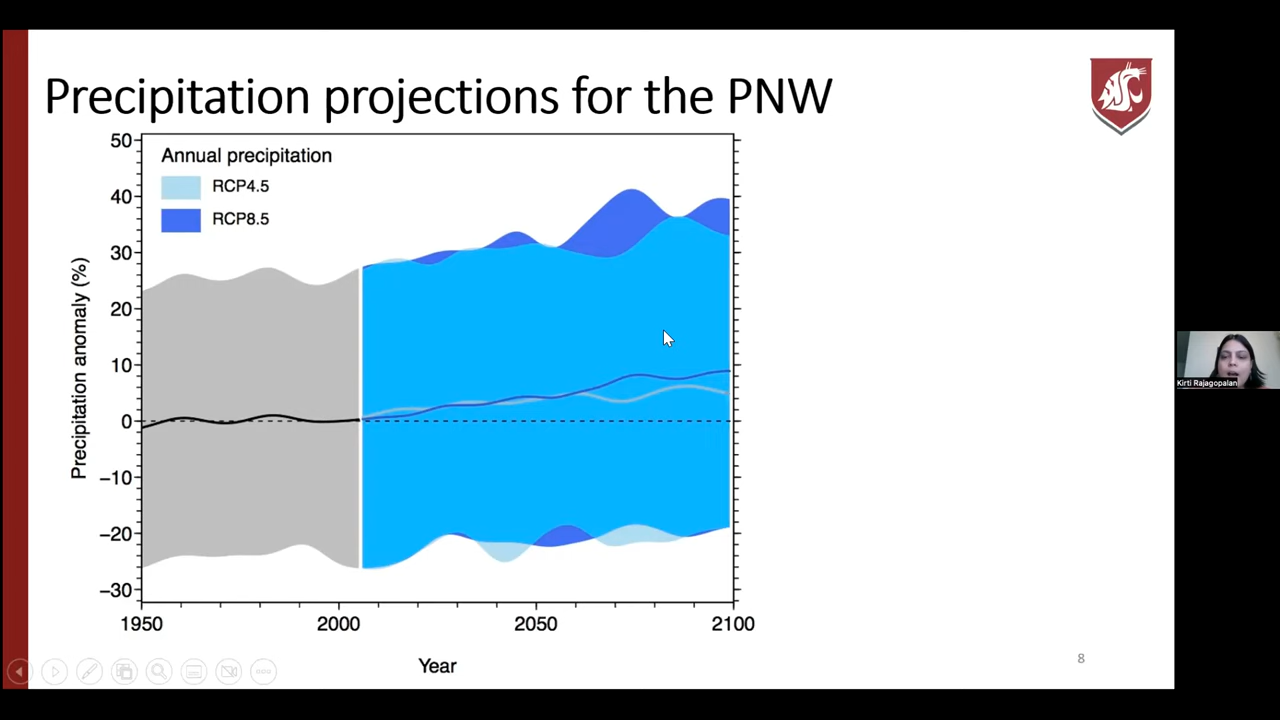 Precipitation projections for the PNW
50
40
30
20
10
0
−10
−20
−30
Precipitation anomaly (%)
Annual precipitation
RCP4.5
RCP8.5
1950
2000
2050
2100
Year
8
Kirti Rajagopalan